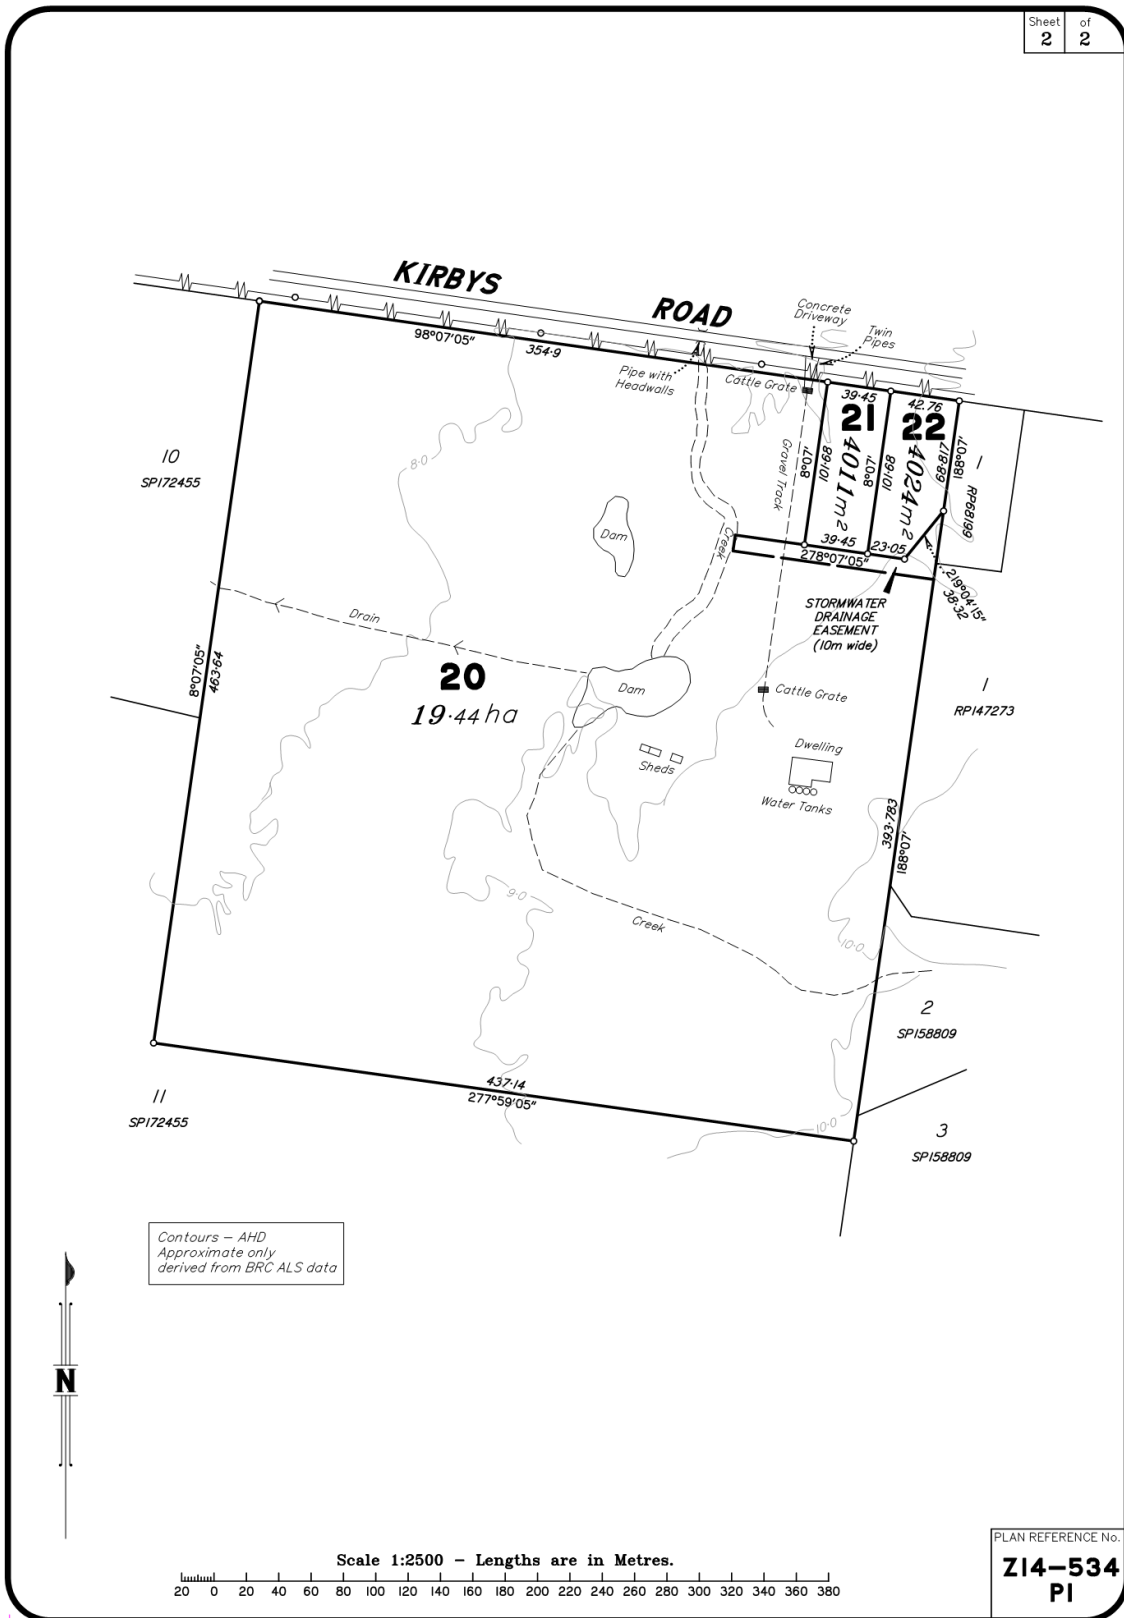 Sheet of
2 2
KIRBYS ROAD
98°07'05"
354·9
Pipe with
Headwalls
Concrete
Driveway
Twin
Pipes
Cattle Grate
39·45
42.76
21
22
4011m2
4024m2
8°07'
101·68
8°07'
101·68
68·817
188°07'
1
RP68199
Gravel Track
10
SP172455
8·0
Dam
Creek
39·45
23·05
278°07'05"
219°04'15"
38·32
STORMWATER
DRAINAGE
EASEMENT
(10m wide)
Drain
8°07'05"
463·64
20
19·44 ha
Dam
Cattle Grate
1
RP147273
Sheds
Dwelling
Water Tanks
393·783
188°07'
9·0
Creek
10·0
2
SP158809
437·14
277°59'05"
11
SP172455
10·0
3
SP158809
Contours – AHD
Approximate only
derived from BRC ALS data
N
Scale 1:2500 – Lengths are in Metres.
20 0 20 40 60 80 100 120 140 160 180 200 220 240 260 280 300 320 340 360 380
PLAN REFERENCE No.
Z14–534
P1